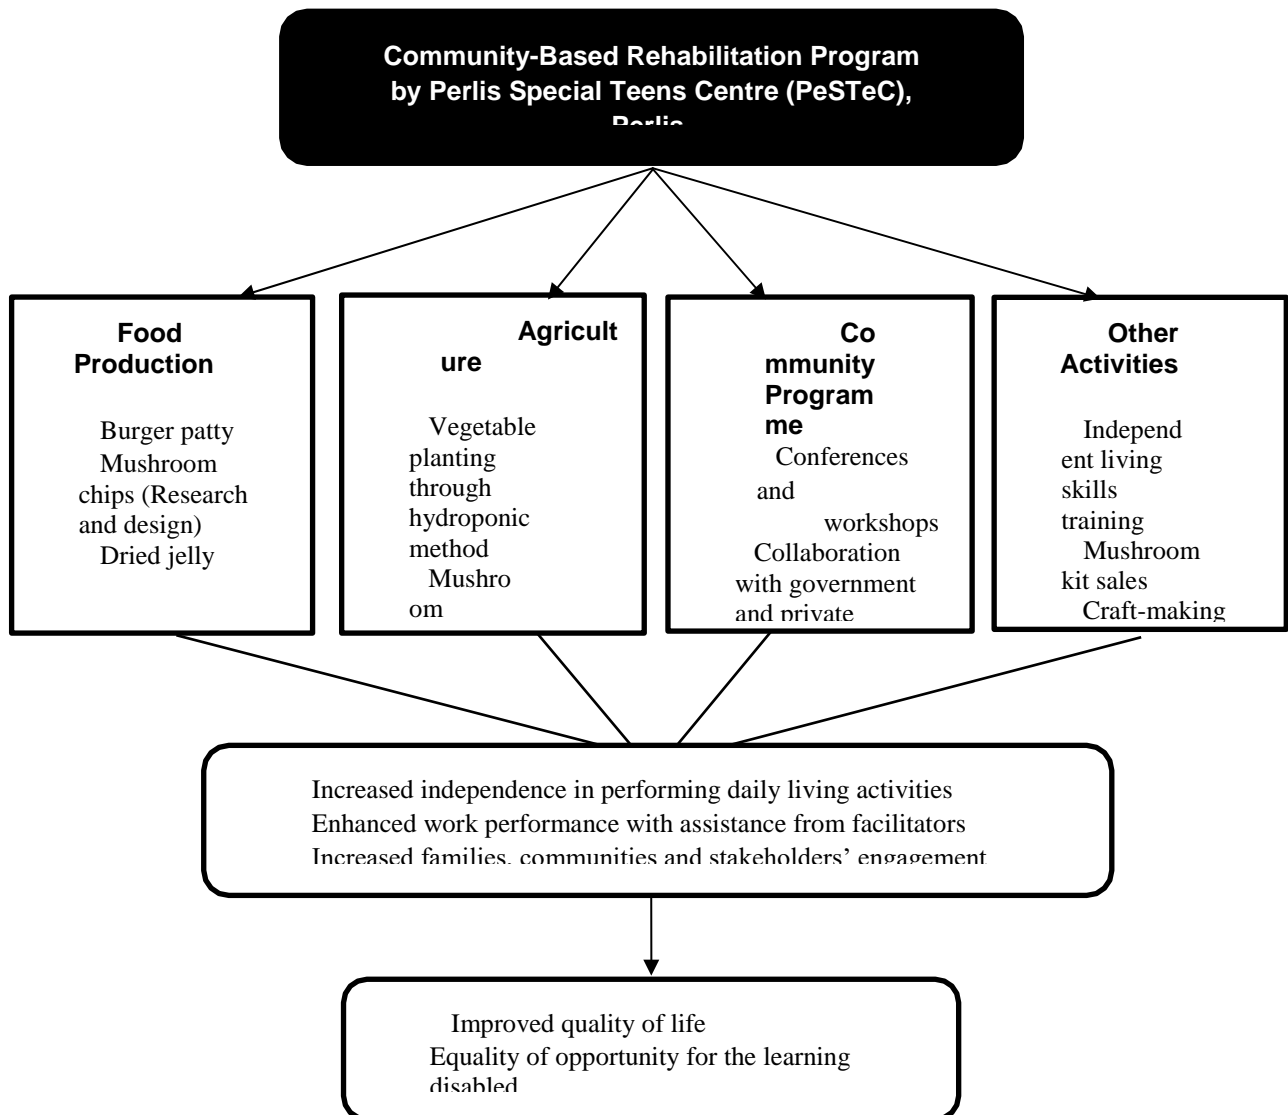 Community-Based Rehabilitation Program
by Perlis Special Teens Centre (PeSTeC),
Perlis
Food
Production
Burger patty
Mushroom
chips (Research
and design)
Dried jelly
Agricult
ure
Vegetable
planting
through
hydroponic
method
Mushro
om
Co
mmunity
Program
me
Conferences
and
workshops
Collaboration
with government
and private
Other
Activities
Independ
ent living
skills
training
Mushroom
kit sales
Craft-making
Increased independence in performing daily living activities
Enhanced work performance with assistance from facilitators
Increased families, communities and stakeholders’ engagement
Improved quality of life
Equality of opportunity for the learning
disabled